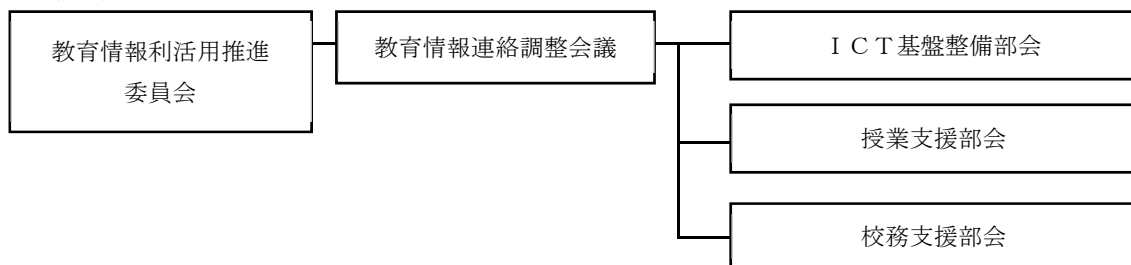 教育情報利活用推進
委員会
教育情報連絡調整会議
ＩＣＴ基盤整備部会
授業支援部会
校務支援部会